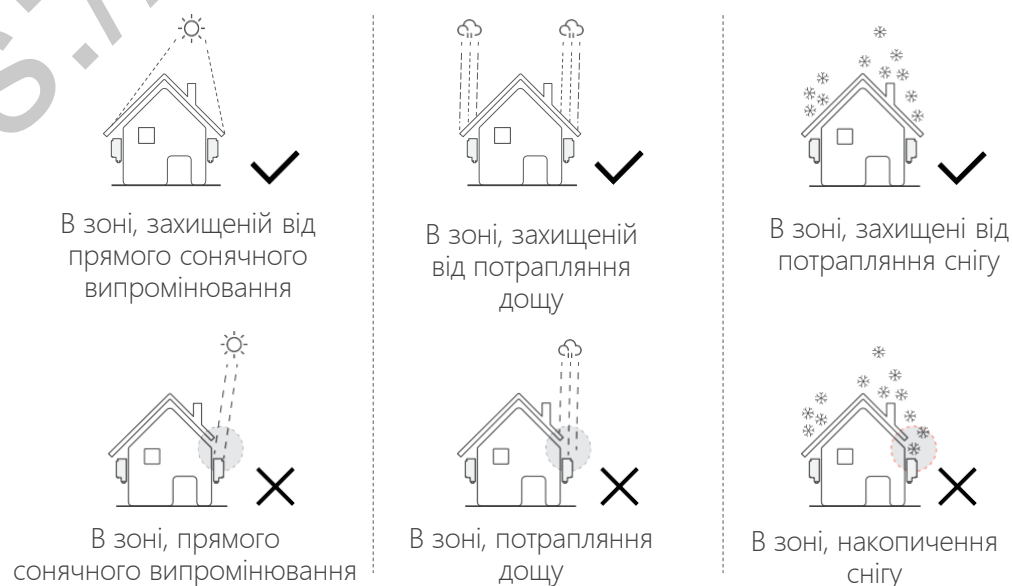 В зоні, захищеній від
прямого сонячного
випромінювання
В зоні, захищеній
від потрапляння
дощу
В зоні, захищені від
потрапляння снігу
В зоні, прямого
сонячного випромінювання
В зоні, потрапляння
дощу
В зоні, накопичення
снігу